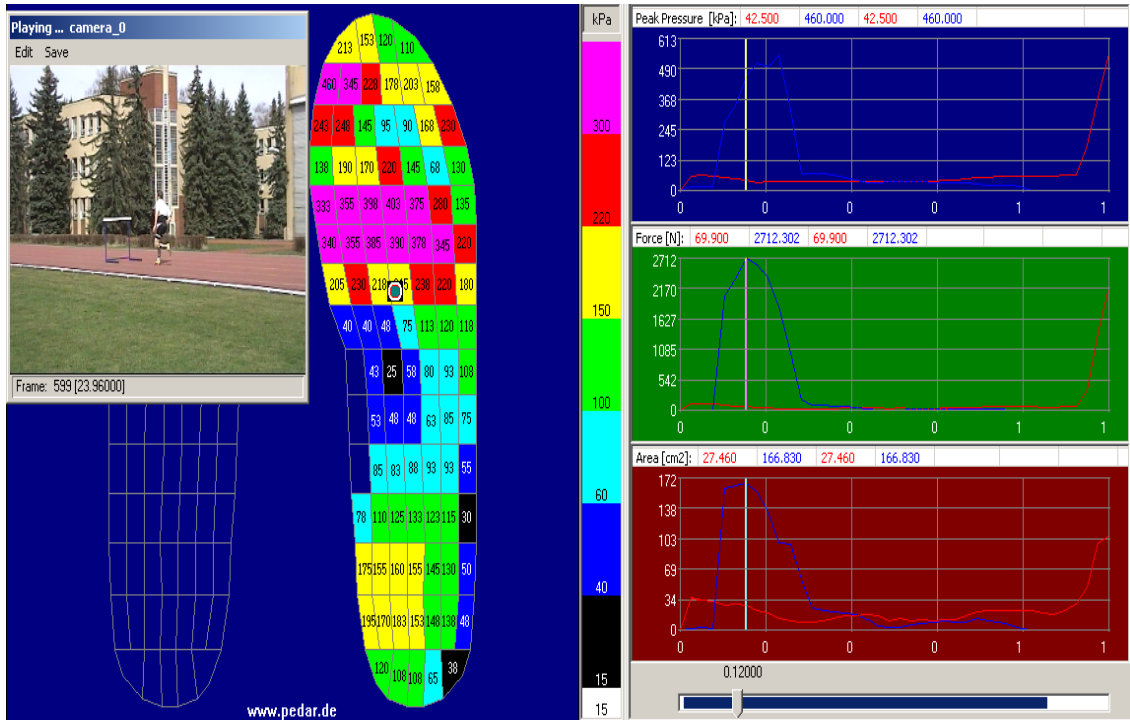 Playing ... camera_0
Edit Save
Frame: 599 [23.96000]
213 153 120 110
460 345 228 178 203 158
243 248 145 95 90 168 230
138 190 170 220 145 68 130
333 355 398 403 375 280 135
340 355 385 390 378 345 220
205 230 218 238 220 180
40 40 48 75 113 120 118
43 25 58 80 93 108
53 48 48 63 85 75
85 83 88 93 93 55
78 110 125 133 123 115 30
175 155 160 155 145 130 50
195 170 183 153 148 138 48
120 108 108 65 38
www.pedar.de
kPa
300
220
150
100
60
40
15
15
Peak Pressure [kPa]: 42.500 460.000 42.500 460.000
613
490
368
245
123
0
0 0 0 0 1 1
Force [N]: 69.900 2712.302 69.900 2712.302
2712
2170
1627
1085
542
0
0 0 0 0 1 1
Area [cm2]: 27.460 166.830 27.460 166.830
172
138
103
69
34
0
0 0 0 0 1 1
0.12000